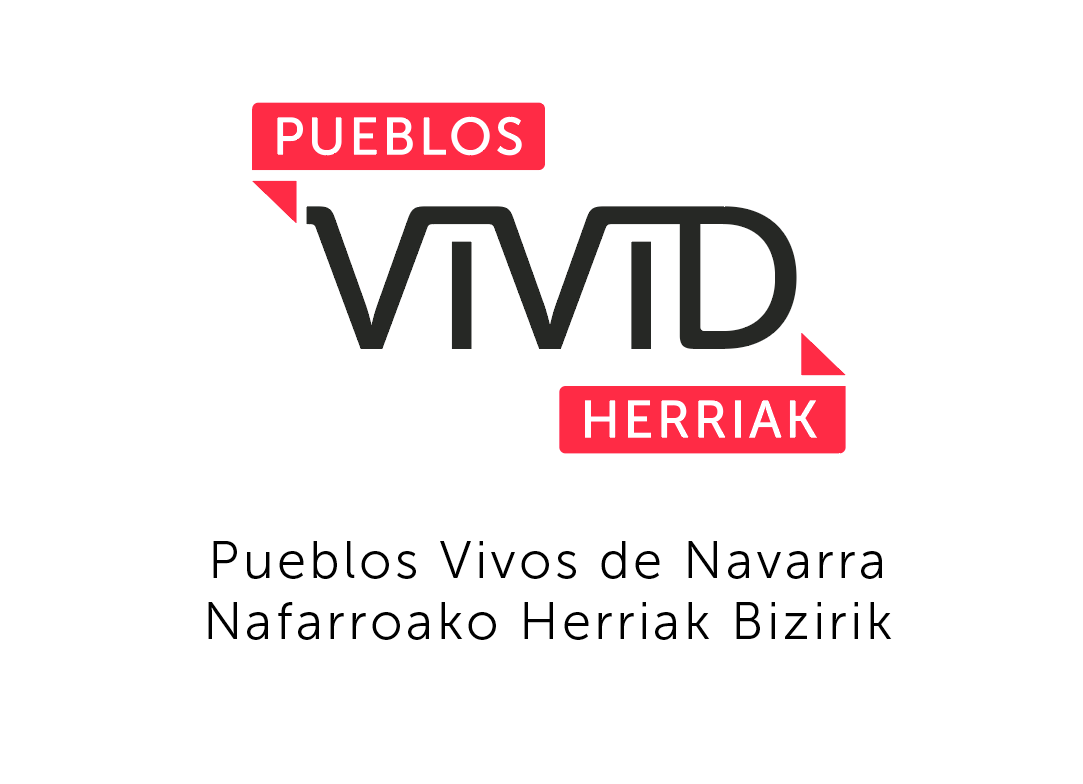 PUEBLOS
VIVID
HERRIAK
Pueblos Vivos de Navarra
Nafarroako Herriak Bizirik